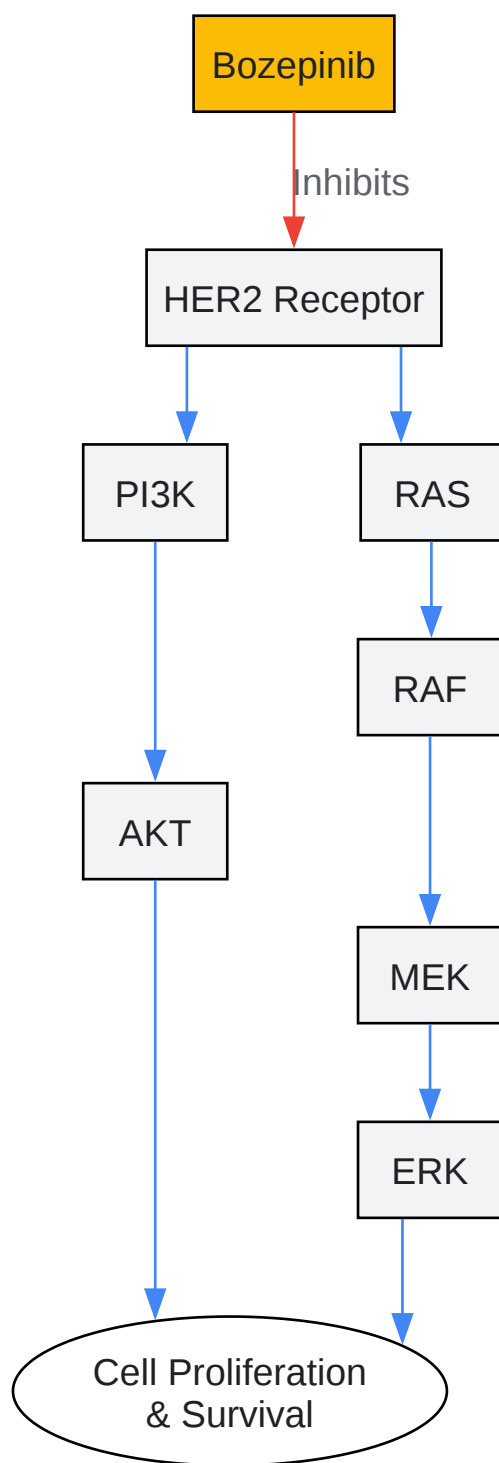 Bozepinib
Inhibits
HER2 Receptor
PI3K
RAS
RAF
AKT
MEK
ERK
Cell Proliferation
& Survival